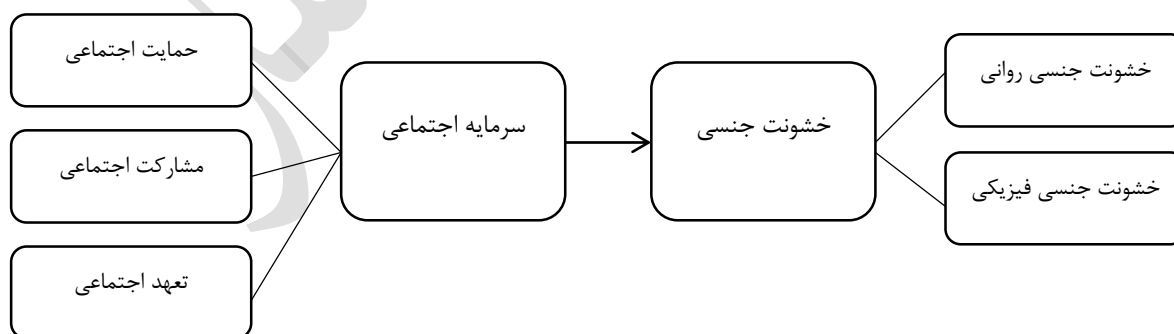 حمایت اجتماعی
مشارکت اجتماعی
تعهد اجتماعی
سرمایه اجتماعی
خشونت جنسی
خشونت جنسی روانی
خشونت جنسی فیزیکی